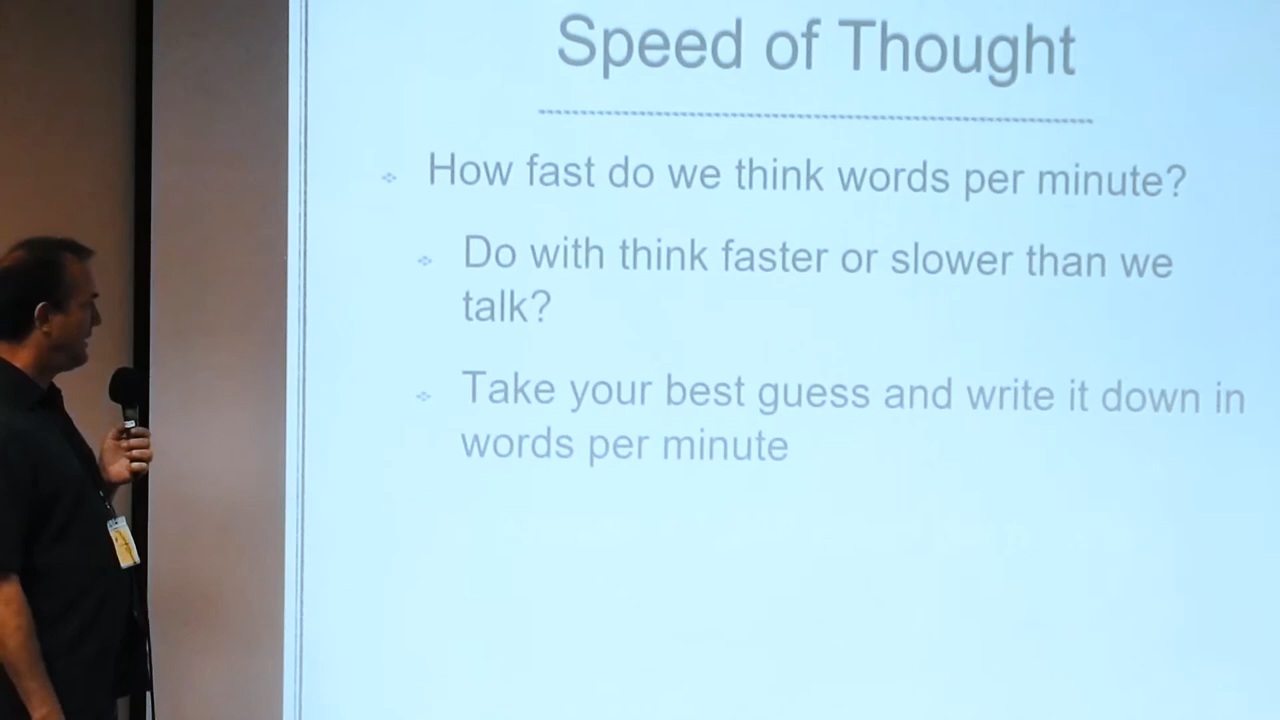 Speed of Thought
How fast do we think words per minute?
Do with think faster or slower than we
talk?
Take your best guess and write it down in
words per minute